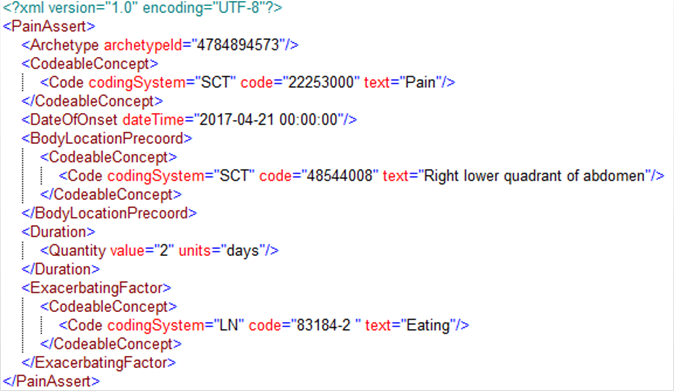 <?xml version="1.0" encoding="UTF-8"?>
<PainAssert>
<Archetype archetypeId="4784894573"/>
<CodeableConcept>
<Code codingSystem="SCT" code="22253000" text="Pain"/>
</CodeableConcept>
<DateOfOnset dateTime="2017-04-21 00:00:00"/>
<BodyLocationPrecoord>
<CodeableConcept>
<Code codingSystem="SCT" code="48544008" text="Right lower quadrant of abdomen"/>
</CodeableConcept>
</BodyLocationPrecoord>
<Duration>
<Quantity value="2" units="days"/>
</Duration>
<ExacerbatingFactor>
<CodeableConcept>
<Code codingSystem="LN" code="83184-2 " text="Eating"/>
</CodeableConcept>
</ExacerbatingFactor>
</PainAssert>